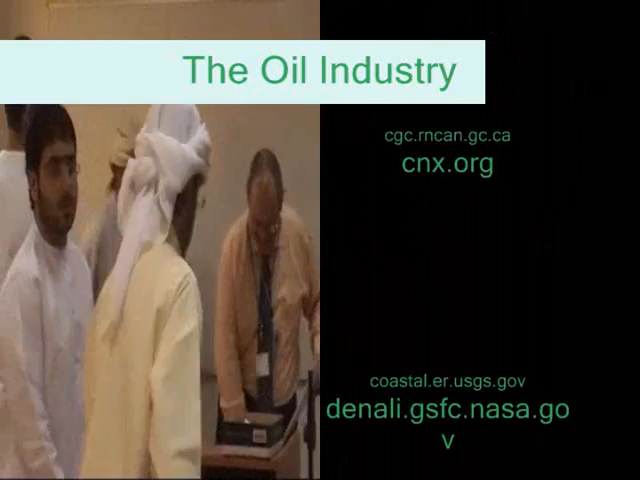 The Oil Industry
cgc.rncan.gc.ca
cnx.org
coastal.er.usgs.gov
denali.gsfc.nasa.go
v